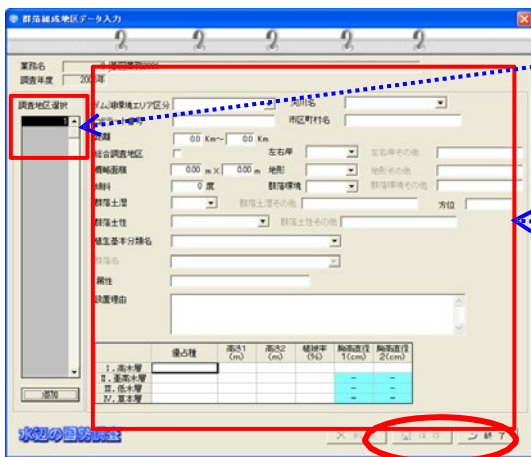 群落組成地区データ入力
業務名
調査年度 200 年
調査地区選択
1
ダム湖環境エリア区分 河川名
市区町村名
距離 0.0 Km～ 0.0 Km
総合調査地区 左右岸 左右岸その他
概略面積 0.00 m× 0.00 m 地形 地形その他
傾斜 0 度 群落環境 群落環境その他
群落土湿 群落土湿その他 方位
群落土性 群落土性その他
植生基本分類名
群落名
属性
設置理由
優占種 高さ1(m) 高さ2(m) 植被率(%) 胸高直径1(cm) 胸高直径2(cm)
Ⅰ.高木層
Ⅱ.亜高木層 - -
Ⅲ.低木層 - -
Ⅳ.草本層 - -
追加
水辺の国勢調査
保存 終了